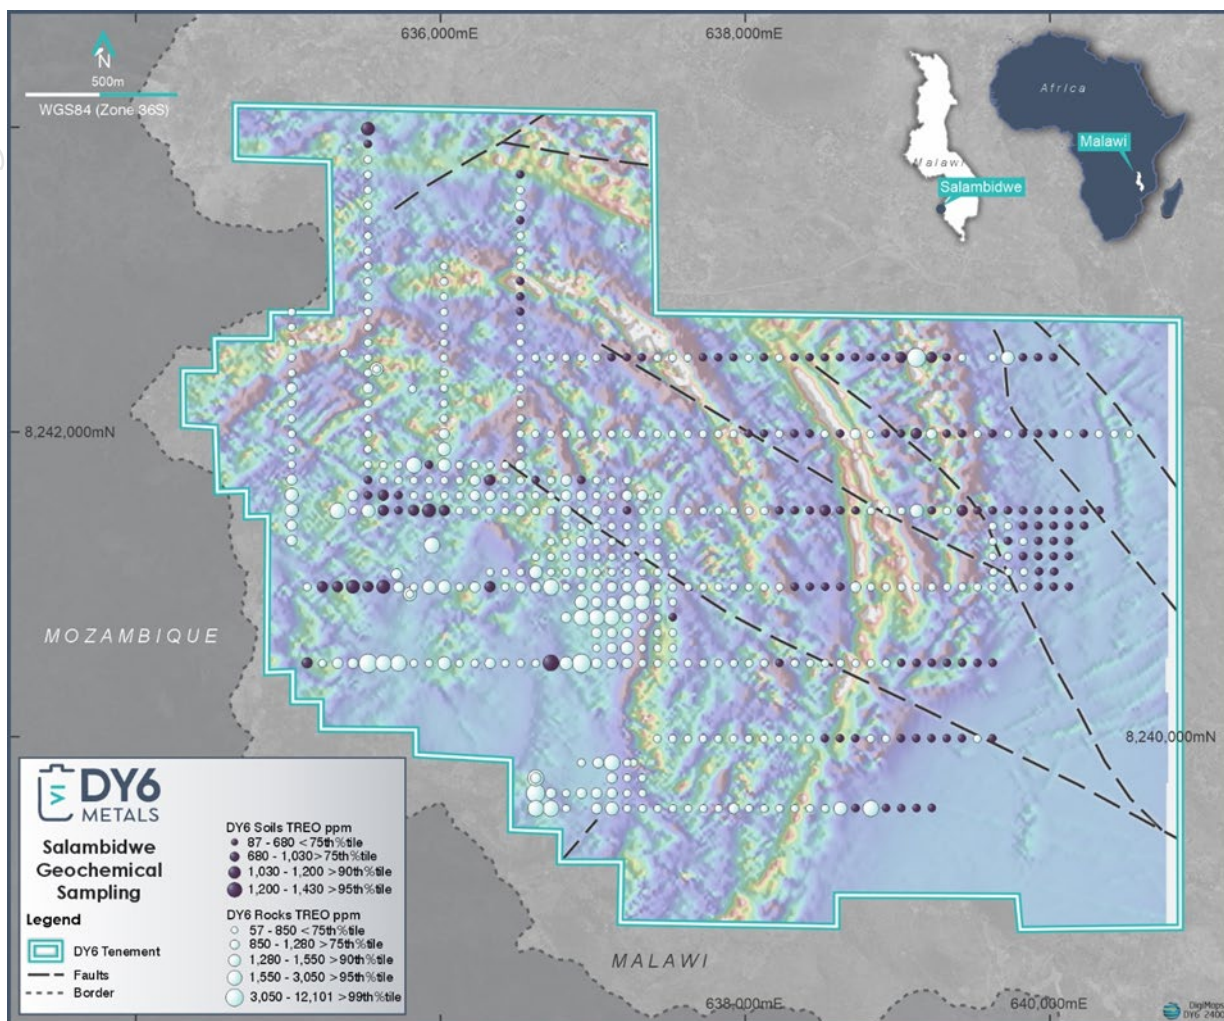 636,000mE
638,000mE
N
500m
WGS84 (Zone 36S)
Africa
Malawi
Malawi
Salambidwe
8,242,000mN
MOZAMBIQUE
8,240,000mN
DY6
METALS
Salambidwe
Geochemical
Sampling
Legend
DY6 Tenement
Faults
Border
DY6 Soils TREO ppm
87 - 680 <75th%tile
680 - 1,030>75th%tile
1,030 - 1,200 >90th%tile
1,200 - 1,430 >95th%tile
DY6 Rocks TREO ppm
57 - 850 <75th%tile
850 - 1,280 >75th%tile
1,280 - 1,550 >90th%tile
1,550 - 3,050 >95th%tile
3,050 - 12,101 >99th%tile
MALAWI
638,000mE
640,000mE
DigiMaps
DY6 2400